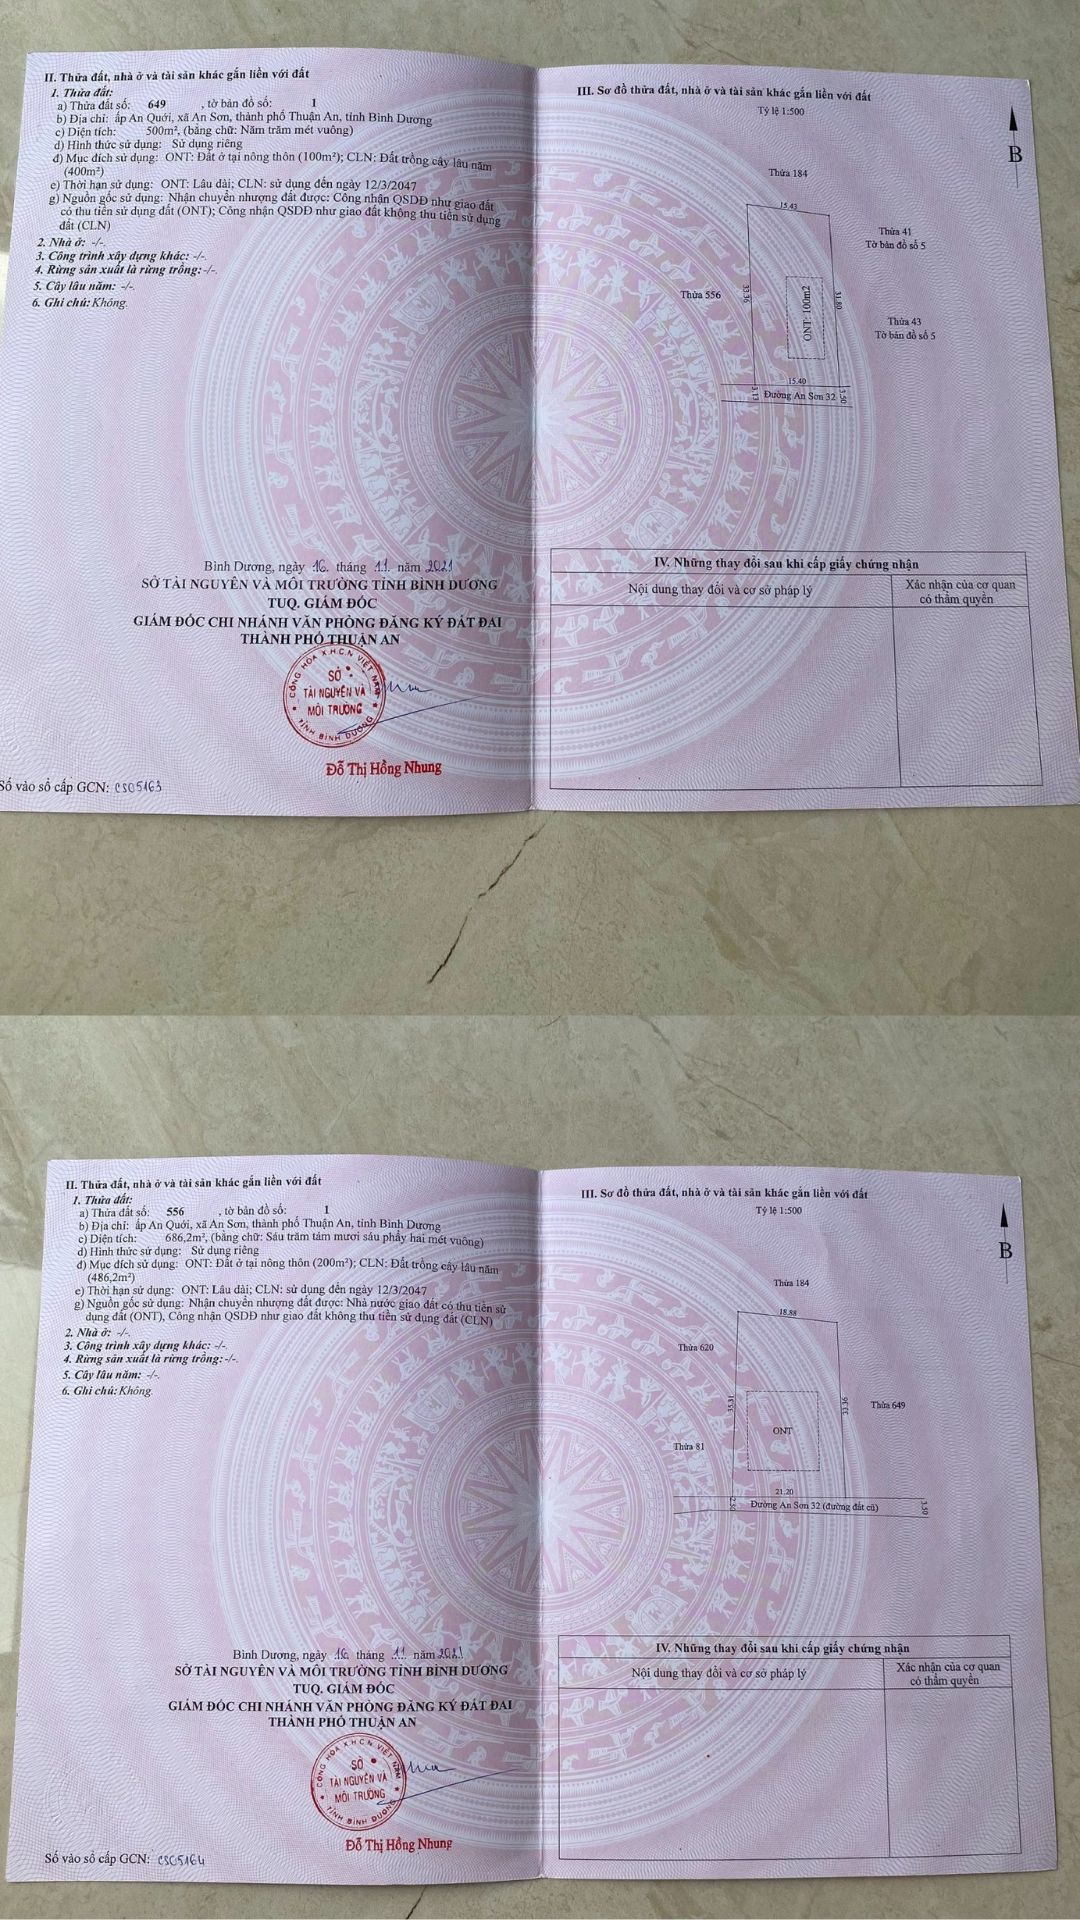 II. Thửa đất, nhà ở và tài sản khác gắn liền với đất
1. Thửa đất:
a) Thửa đất số: 649 , tờ bản đồ số: 1
b) Địa chỉ: ấp An Quới, xã An Sơn, thành phố Thuận An, tỉnh Bình Dương
c) Diện tích: 500m², (bằng chữ: Năm trăm mét vuông)
d) Hình thức sử dụng: Sử dụng riêng
đ) Mục đích sử dụng: ONT: Đất ở tại nông thôn (100m²); CLN: Đất trồng cây lâu năm
(400m²)
e) Thời hạn sử dụng: ONT: Lâu dài; CLN: sử dụng đến ngày 12/3/2047
g) Nguồn gốc sử dụng: Nhận chuyển nhượng đất được: Công nhận QSDĐ như giao đất
có thu tiền sử dụng đất (ONT); Công nhận QSDĐ như giao đất không thu tiền sử dụng
đất (CLN)
2. Nhà ở: -/-.
3. Công trình xây dựng khác: -/-.
4. Rừng sản xuất là rừng trồng: -/-.
5. Cây lâu năm: -/-.
6. Ghi chú: Không.
Bình Dương, ngày 16 tháng 11 năm 2021
SỞ TÀI NGUYÊN VÀ MÔI TRƯỜNG TỈNH BÌNH DƯƠNG
TUQ. GIÁM ĐỐC
GIÁM ĐỐC CHI NHÁNH VĂN PHÒNG ĐĂNG KÝ ĐẤT ĐAI
THÀNH PHỐ THUẬN AN
CỘNG HÒA X.H.C.N VIỆT NAM
SỞ
TÀI NGUYÊN VÀ
MÔI TRƯỜNG
TỈNH BÌNH DƯƠNG
Đỗ Thị Hồng Nhung
Số vào sổ cấp GCN: CS05163
III. Sơ đồ thửa đất, nhà ở và tài sản khác gắn liền với đất
Tỷ lệ 1:500
B
Thửa 184
15.43
Thửa 41
Tờ bản đồ số 5
Thửa 556
33.36
ONT: 100m2
31.80
Thửa 43
Tờ bản đồ số 5
15.40
3.13
Đường An Sơn 32
3.50
IV. Những thay đổi sau khi cấp giấy chứng nhận
Nội dung thay đổi và cơ sở pháp lý
Xác nhận của cơ quan
có thẩm quyền
II. Thửa đất, nhà ở và tài sản khác gắn liền với đất
1. Thửa đất:
a) Thửa đất số: 556 , tờ bản đồ số: 1
b) Địa chỉ: ấp An Quới, xã An Sơn, thành phố Thuận An, tỉnh Bình Dương
c) Diện tích: 686,2m², (bằng chữ: Sáu trăm tám mươi sáu phẩy hai mét vuông)
d) Hình thức sử dụng: Sử dụng riêng
đ) Mục đích sử dụng: ONT: Đất ở tại nông thôn (200m²); CLN: Đất trồng cây lâu năm
(486,2m²)
e) Thời hạn sử dụng: ONT: Lâu dài; CLN: sử dụng đến ngày 12/3/2047
g) Nguồn gốc sử dụng: Nhận chuyển nhượng đất được: Nhà nước giao đất có thu tiền sử
dụng đất (ONT), Công nhận QSDĐ như giao đất không thu tiền sử dụng đất (CLN)
2. Nhà ở: -/-.
3. Công trình xây dựng khác: -/-.
4. Rừng sản xuất là rừng trồng: -/-.
5. Cây lâu năm: -/-.
6. Ghi chú: Không.
Bình Dương, ngày 16 tháng 11 năm 2021
SỞ TÀI NGUYÊN VÀ MÔI TRƯỜNG TỈNH BÌNH DƯƠNG
TUQ. GIÁM ĐỐC
GIÁM ĐỐC CHI NHÁNH VĂN PHÒNG ĐĂNG KÝ ĐẤT ĐAI
THÀNH PHỐ THUẬN AN
CỘNG HÒA X.H.C.N VIỆT NAM
SỞ
TÀI NGUYÊN VÀ
MÔI TRƯỜNG
TỈNH BÌNH DƯƠNG
Đỗ Thị Hồng Nhung
Số vào sổ cấp GCN: CS05164
III. Sơ đồ thửa đất, nhà ở và tài sản khác gắn liền với đất
Tỷ lệ 1:500
B
Thửa 184
18.88
Thửa 620
35.31
33.36
Thửa 649
ONT
Thửa 81
21.20
2.50
Đường An Sơn 32 (đường đất cũ)
3.50
IV. Những thay đổi sau khi cấp giấy chứng nhận
Nội dung thay đổi và cơ sở pháp lý
Xác nhận của cơ quan
có thẩm quyền